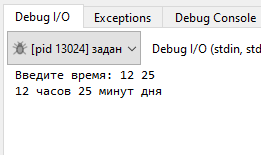 Debug I/O Exceptions Debug Console
[pid 13024] задан Debug I/O (stdin, std
Введите время: 12 25
12 часов 25 минут дня